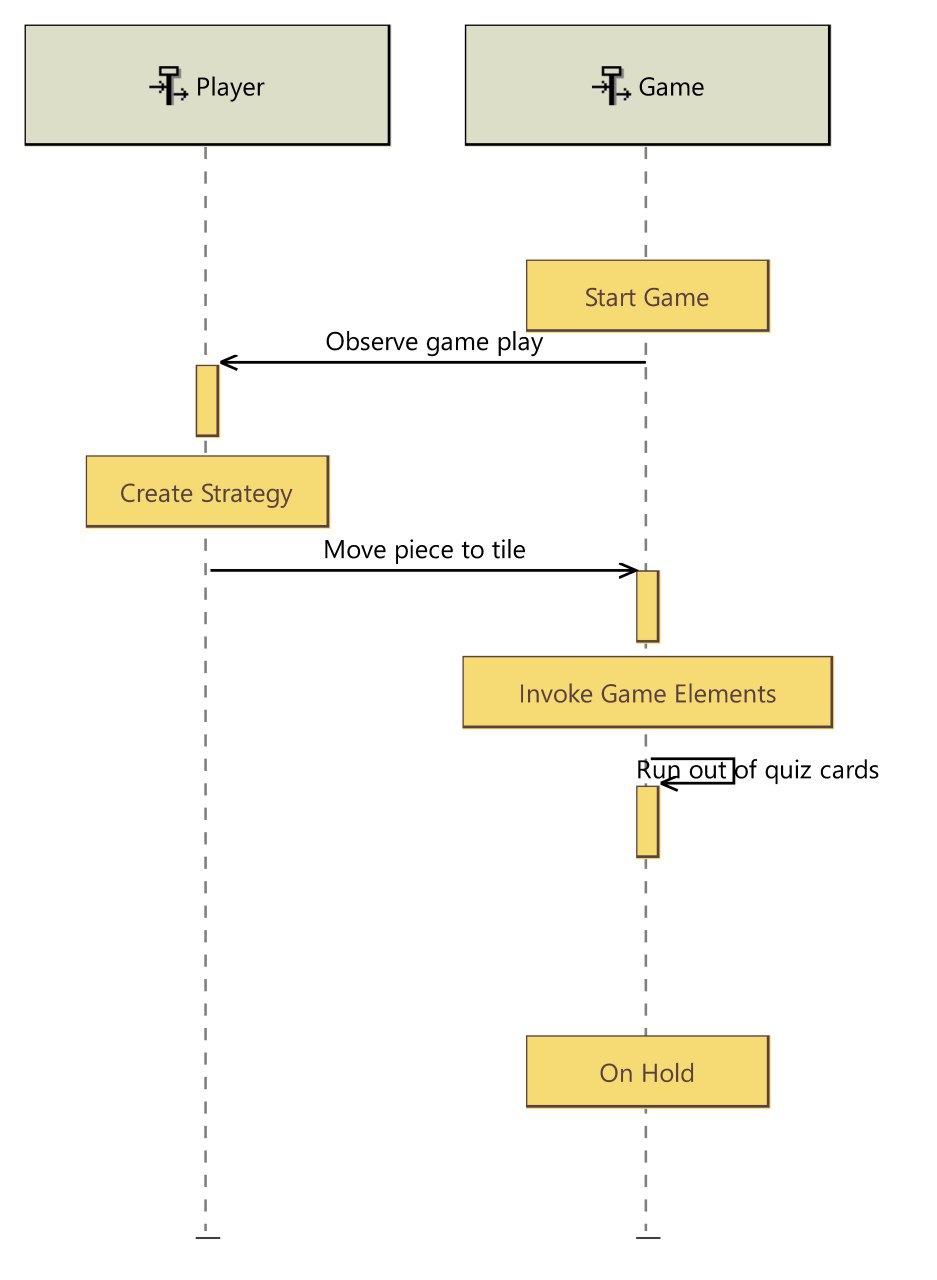 Player
Game
Start Game
Observe game play
Create Strategy
Move piece to tile
Invoke Game Elements
Run out of quiz cards
On Hold